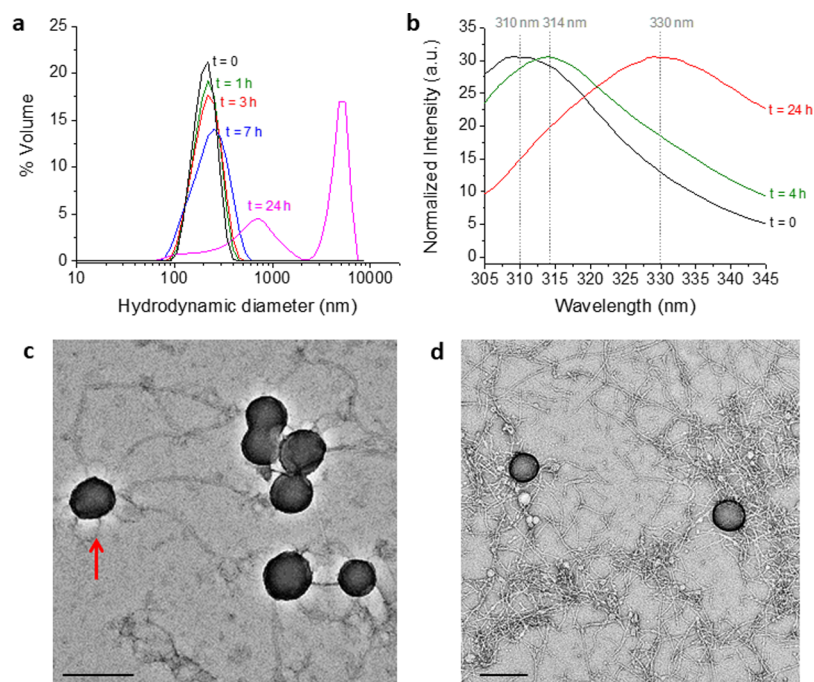 a
t = 0
t = 1 h
t = 3 h
t = 7 h
t = 24 h
25
20
15
10
5
0
% Volume
10 100 1000 10000
Hydrodynamic diameter (nm)
b
310 nm 314 nm 330 nm
35
30
25
20
15
10
5
0
Normalized Intensity (a.u.)
t = 24 h
t = 4 h
t = 0
305 310 315 320 325 330 335 340 345
Wavelength (nm)
c
d